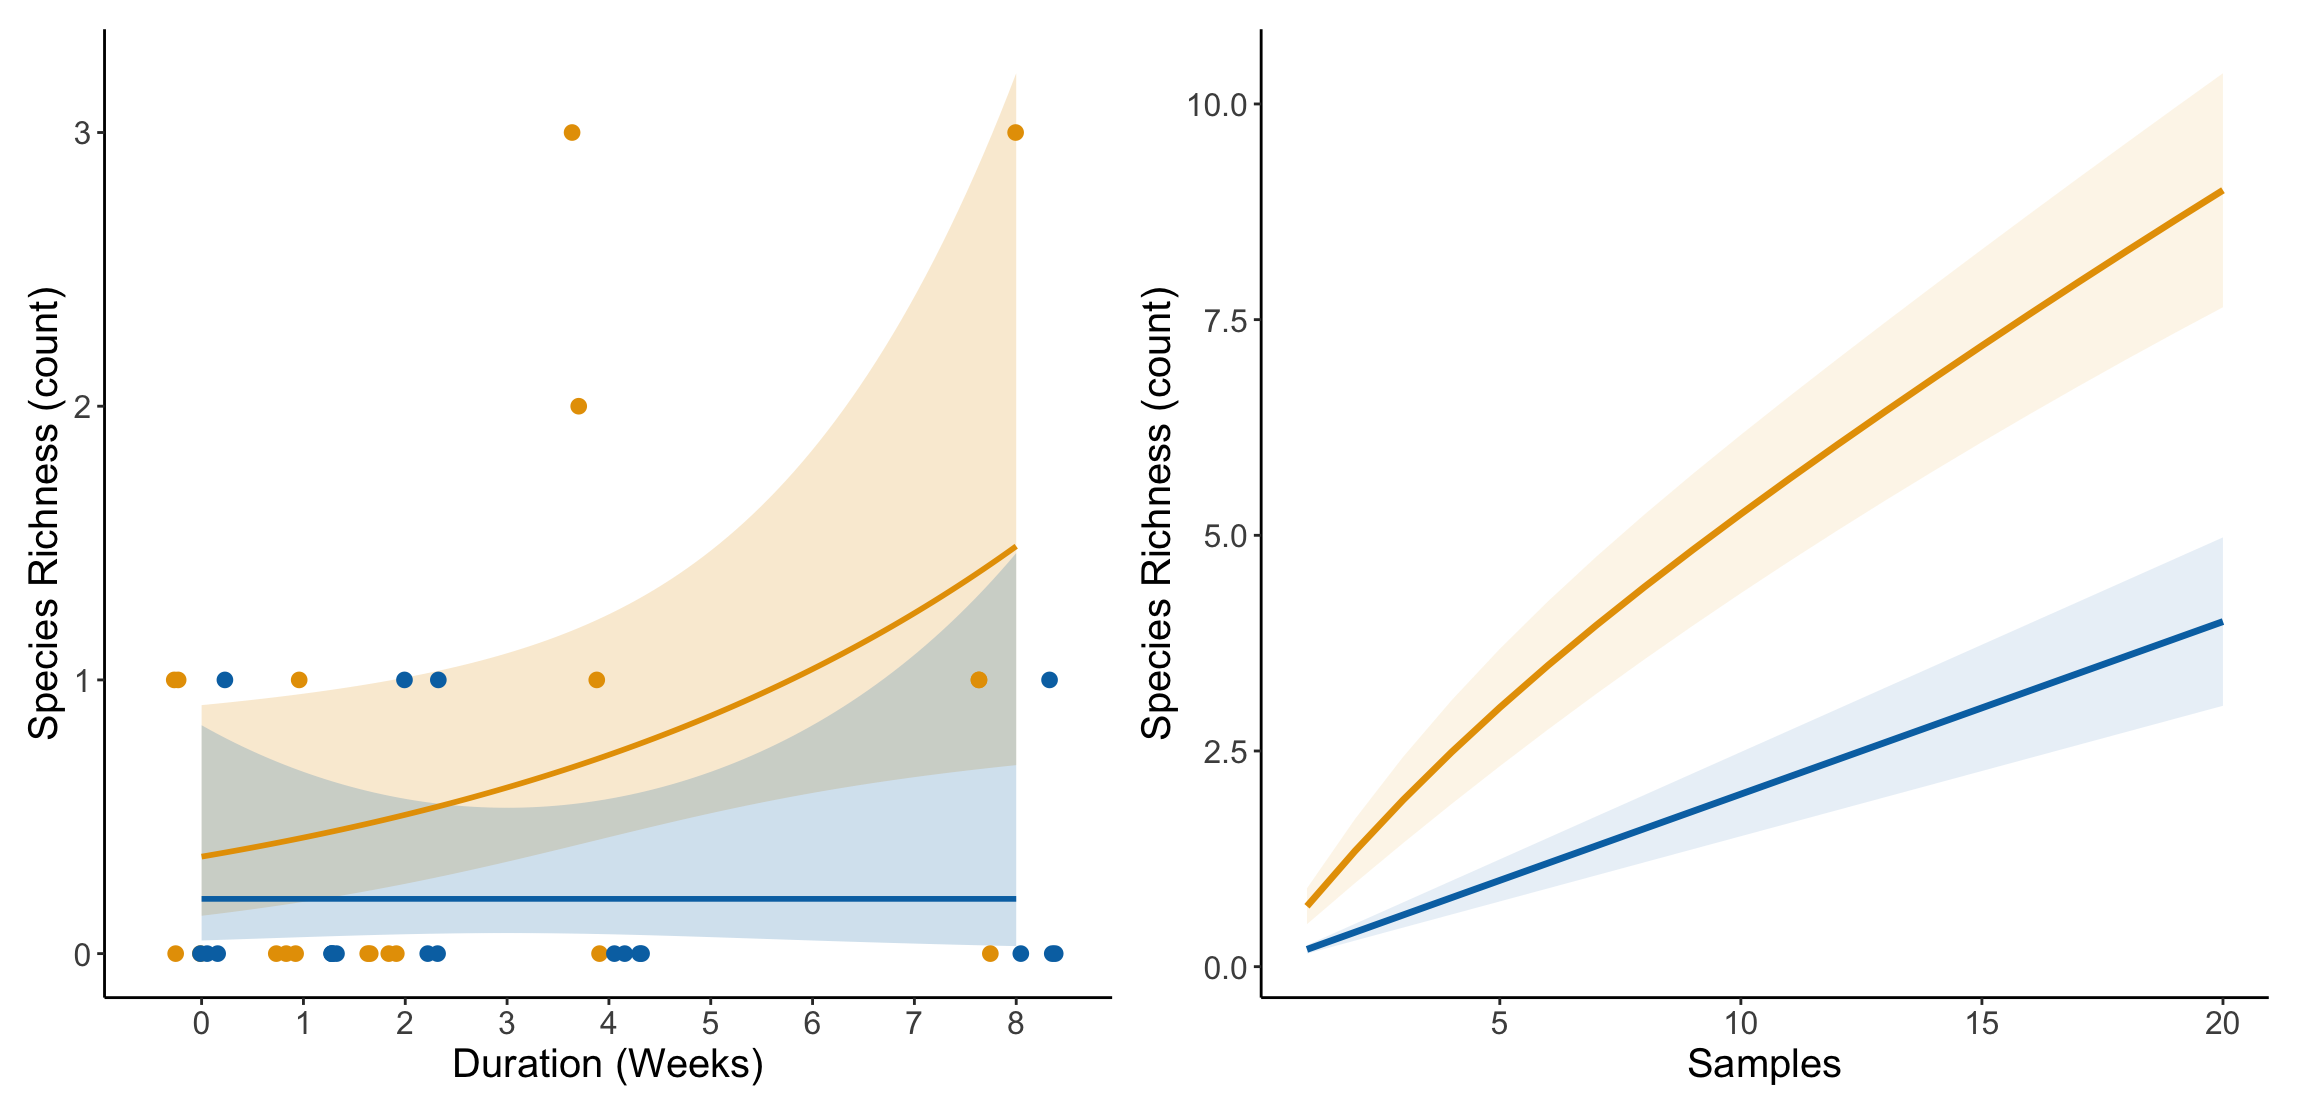 Species Richness (count)
3
2
1
0
0 1 2 3 4 5 6 7 8
Duration (Weeks)
Species Richness (count)
10.0
7.5
5.0
2.5
0.0
5 10 15 20
Samples